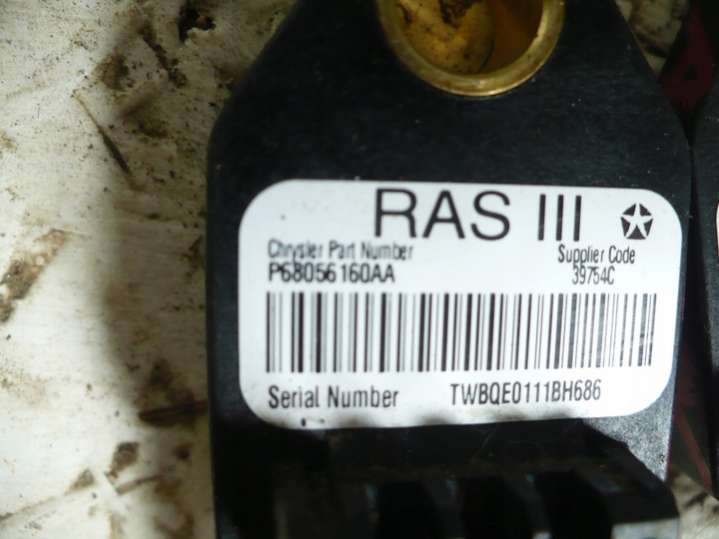 RAS III
Chrysler Part Number Supplier Code
P68056160AA 39754C
Serial Number TWBQE0111BH686